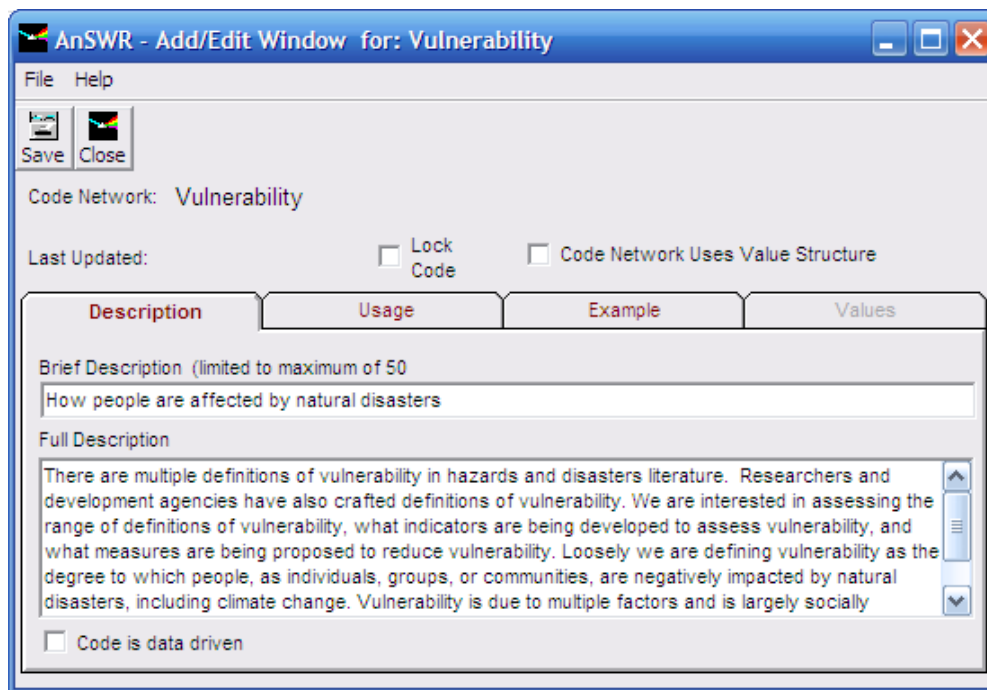 AnSWR - Add/Edit Window for: Vulnerability
File Help
Save Close
Code Network: Vulnerability
Last Updated:
Lock
Code
Code Network Uses Value Structure
Description Usage Example Values
Brief Description (limited to maximum of 50
How people are affected by natural disasters
Full Description
There are multiple definitions of vulnerability in hazards and disasters literature. Researchers and
development agencies have also crafted definitions of vulnerability. We are interested in assessing the
range of definitions of vulnerability, what indicators are being developed to assess vulnerability, and
what measures are being proposed to reduce vulnerability. Loosely we are defining vulnerability as the
degree to which people, as individuals, groups, or communities, are negatively impacted by natural
disasters, including climate change. Vulnerability is due to multiple factors and is largely socially
Code is data driven